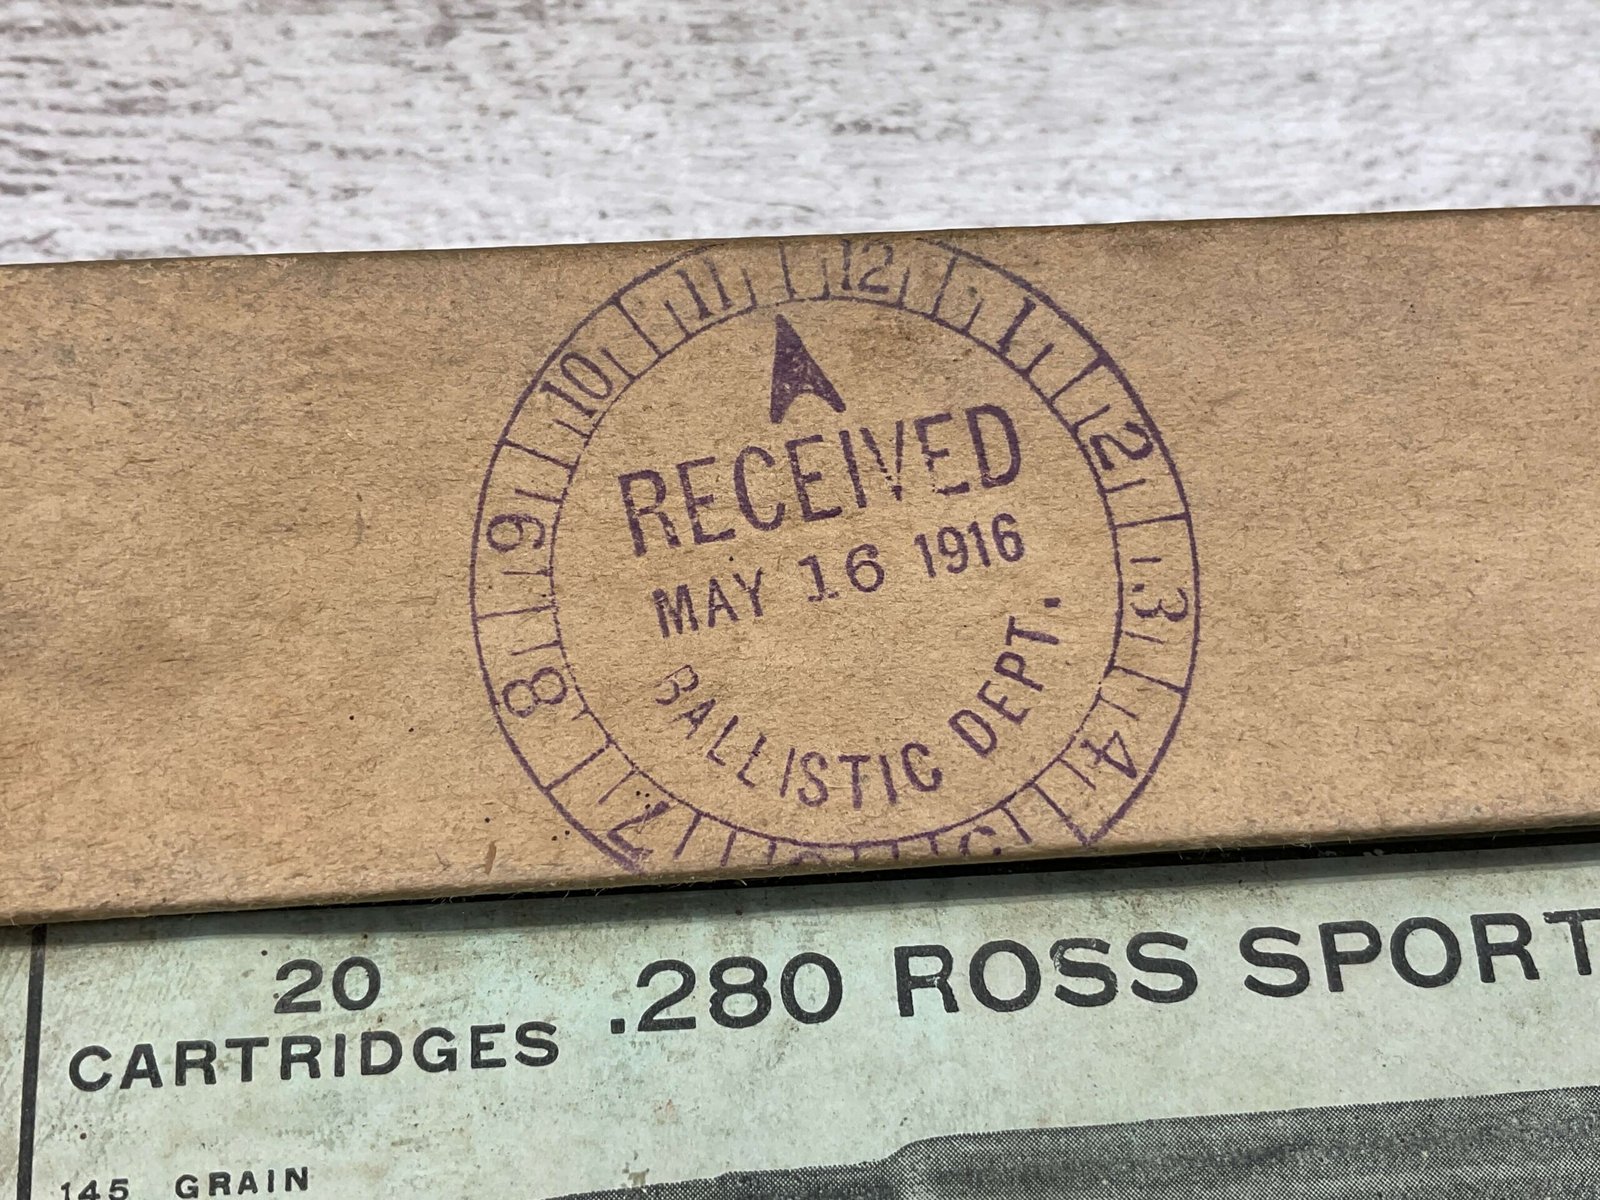 11 12 1 2 3 4 7 8 9 10
RECEIVED
MAY 16 1916
BALLISTIC DEPT.
20
CARTRIDGES
.280 ROSS SPORT
145 GRAIN